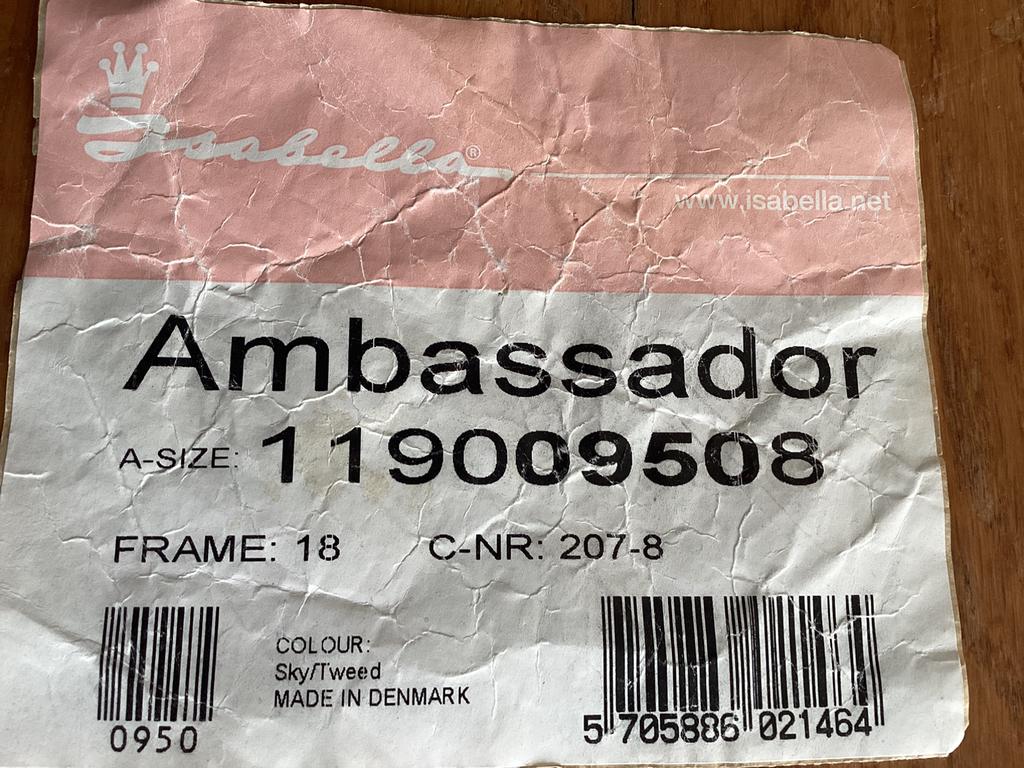 Isabella®
www.isabella.net
Ambassador
A-SIZE: 119009508
FRAME: 18 C-NR: 207-8
COLOUR:
Sky/Tweed
MADE IN DENMARK
0950
5 705886 021464